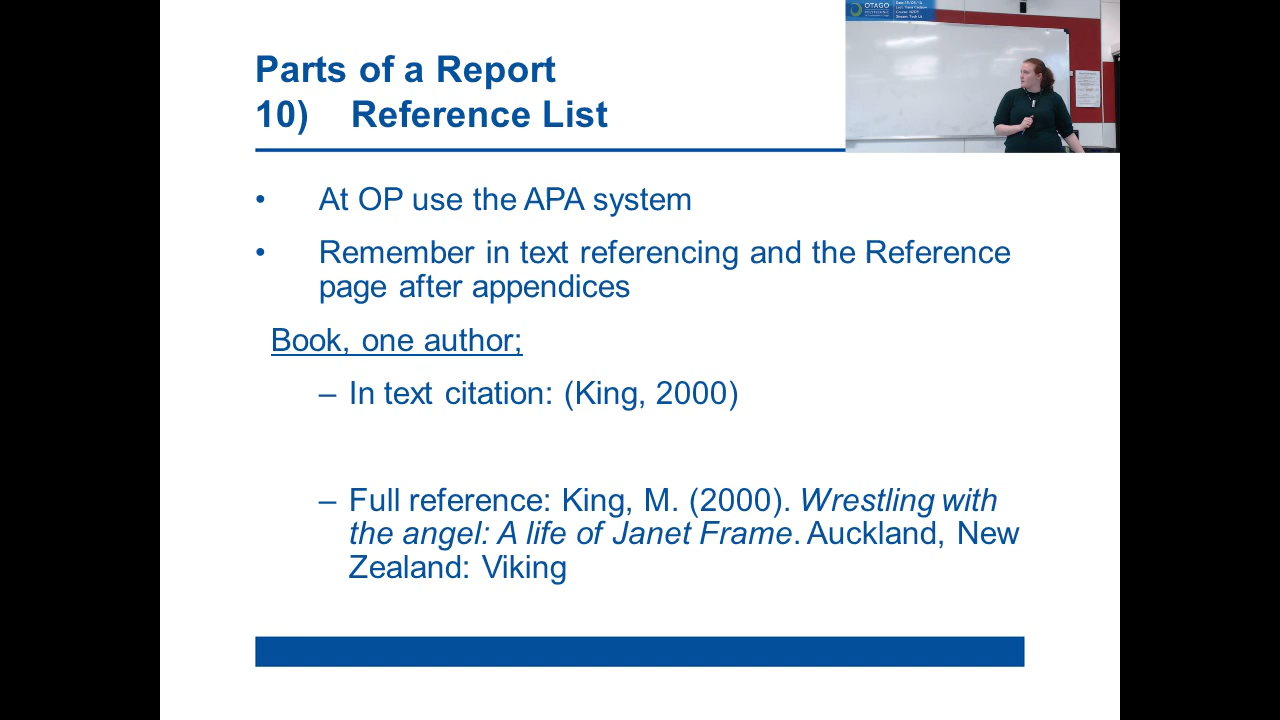 Parts of a Report
10) Reference List
• At OP use the APA system
• Remember in text referencing and the Reference
page after appendices
Book, one author;
– In text citation: (King, 2000)
– Full reference: King, M. (2000). Wrestling with
the angel: A life of Janet Frame. Auckland, New
Zealand: Viking
OTAGO